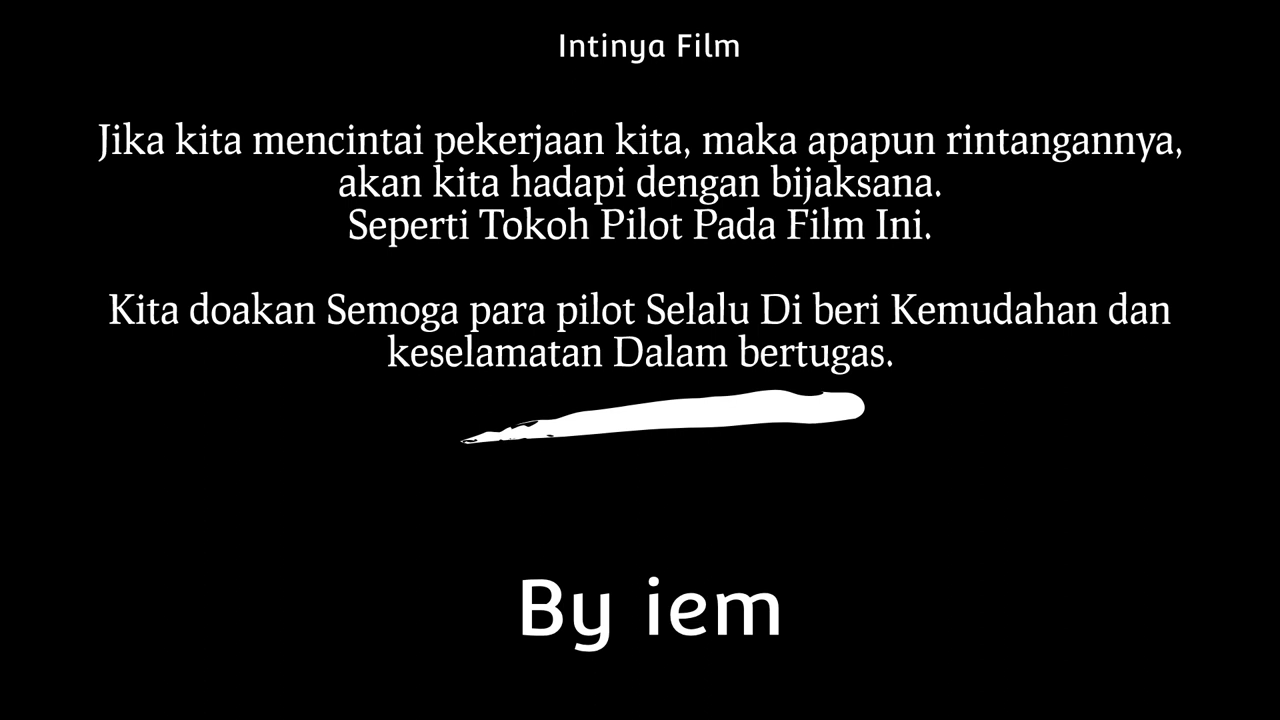 Intinya Film
Jika kita mencintai pekerjaan kita, maka apapun rintangannya,
akan kita hadapi dengan bijaksana.
Seperti Tokoh Pilot Pada Film Ini.
Kita doakan Semoga para pilot Selalu Di beri Kemudahan dan
keselamatan Dalam bertugas.
By iem